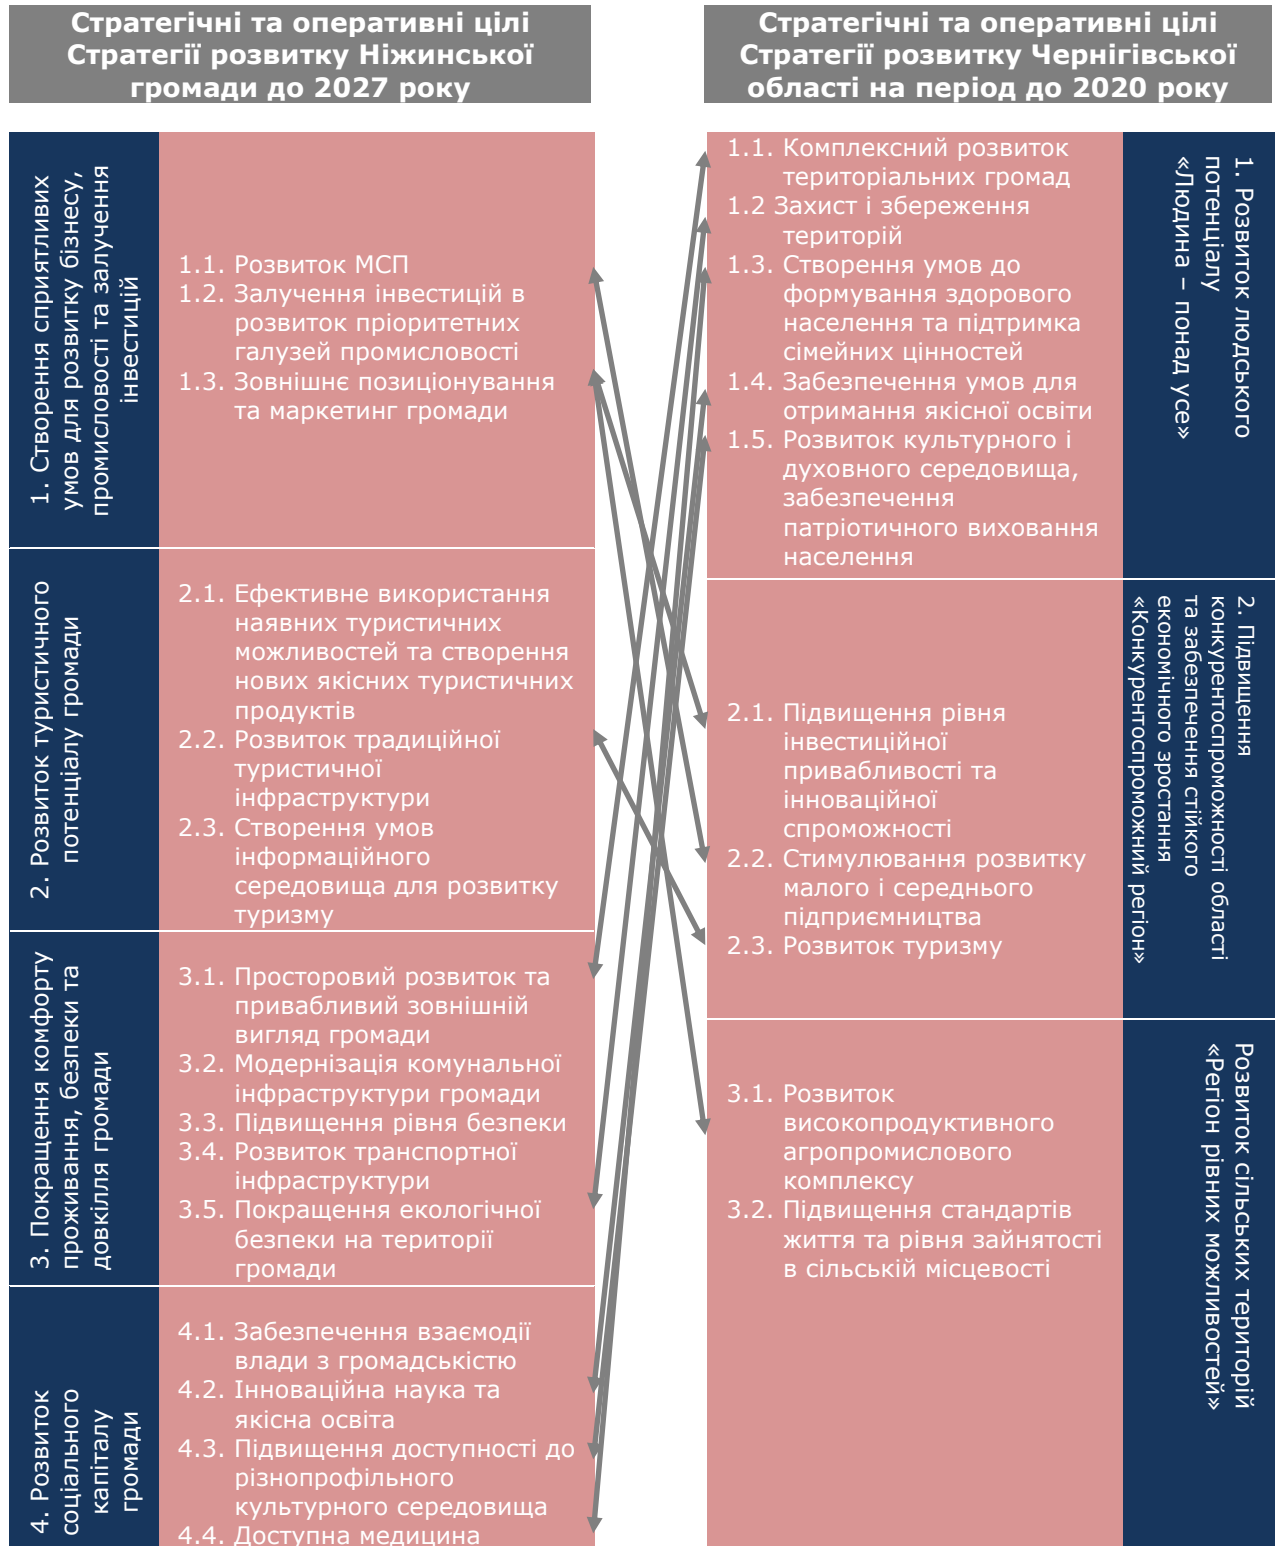 Стратегічні та оперативні цілі
Стратегії розвитку Ніжинської
громади до 2027 року
1. Створення сприятливих
умов для розвитку бізнесу,
промисловості та залучення
інвестицій
1.1. Розвиток МСП
1.2. Залучення інвестицій в
розвиток пріоритетних
галузей промисловості
1.3. Зовнішнє позиціонування
та маркетинг громади
2. Розвиток туристичного
потенціалу громади
2.1. Ефективне використання
наявних туристичних
можливостей та створення
нових якісних туристичних
продуктів
2.2. Розвиток традиційної
туристичної
інфраструктури
2.3. Створення умов
інформаційного
середовища для розвитку
туризму
3. Покращення комфорту
проживання, безпеки та
довкілля громади
3.1. Просторовий розвиток та
привабливий зовнішній
вигляд громади
3.2. Модернізація комунальної
інфраструктури громади
3.3. Підвищення рівня безпеки
3.4. Розвиток транспортної
інфраструктури
3.5. Покращення екологічної
безпеки на території
громади
4. Розвиток
соціального
капіталу
громади
4.1. Забезпечення взаємодії
влади з громадськістю
4.2. Інноваційна наука та
якісна освіта
4.3. Підвищення доступності до
різнопрофільного
культурного середовища
4.4. Доступна медицина
Стратегічні та оперативні цілі
Стратегії розвитку Чернігівської
області на період до 2020 року
1.1. Комплексний розвиток
територіальних громад
1.2 Захист і збереження
територій
1.3. Створення умов до
формування здорового
населення та підтримка
сімейних цінностей
1.4. Забезпечення умов для
отримання якісної освіти
1.5. Розвиток культурного і
духовного середовища,
забезпечення
патріотичного виховання
населення
1. Розвиток людського
потенціалу
«Людина – понад усе»
2.1. Підвищення рівня
інвестиційної
привабливості та
інноваційної
спроможності
2.2. Стимулювання розвитку
малого і середнього
підприємництва
2.3. Розвиток туризму
2. Підвищення
конкурентоспроможності області
та забезпечення стійкого
економічного зростання
«Конкурентоспроможний регіон»
3.1. Розвиток
високопродуктивного
агропромислового
комплексу
3.2. Підвищення стандартів
життя та рівня зайнятості
в сільській місцевості
Розвиток сільських територій
«Регіон рівних можливостей»